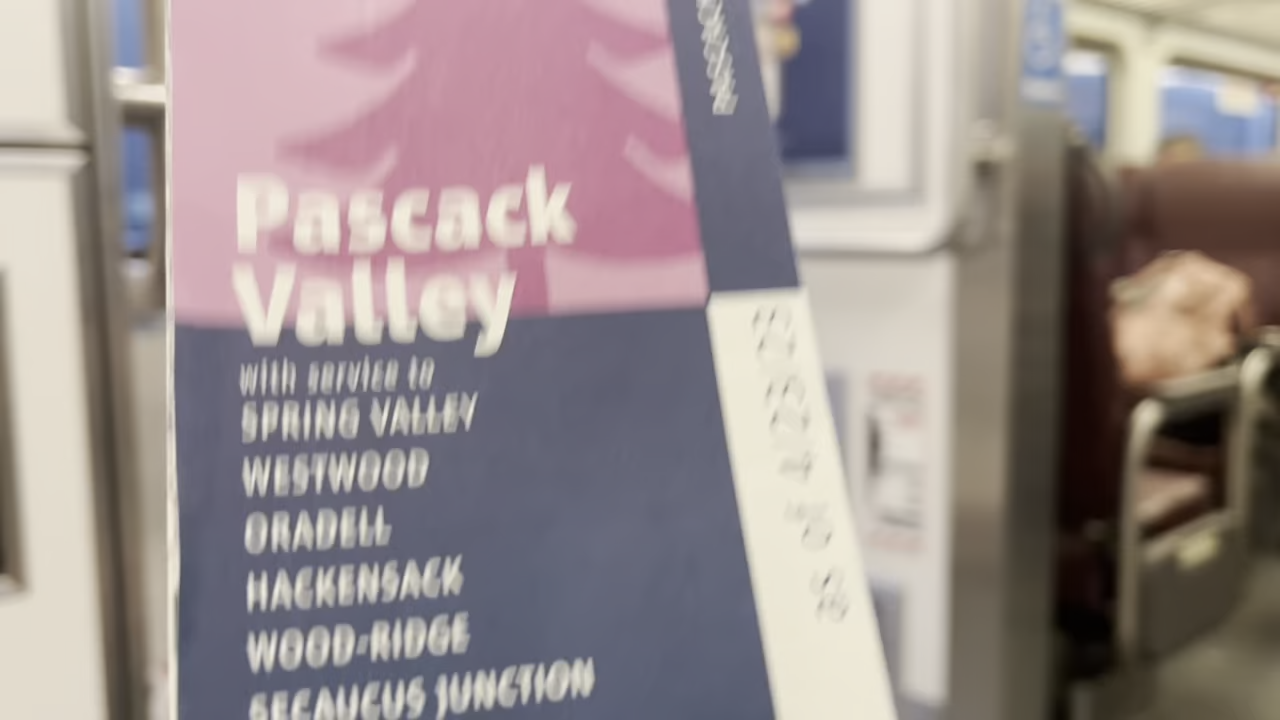 Pascack
Valley
with service to
SPRING VALLEY
WESTWOOD
ORADELL
HACKENSACK
WOOD-RIDGE
SECAUCUS JUNCTION